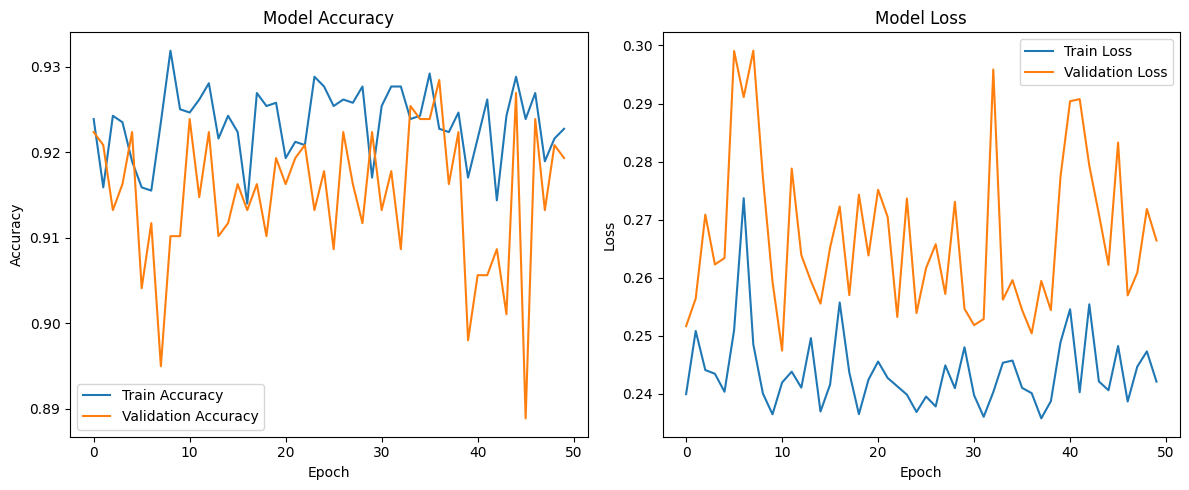 Model Accuracy
Accuracy
0.93
0.92
0.91
0.90
0.89
Train Accuracy
Validation Accuracy
0 10 20 30 40 50
Epoch
Model Loss
Loss
0.30
0.29
0.28
0.27
0.26
0.25
0.24
Train Loss
Validation Loss
0 10 20 30 40 50
Epoch